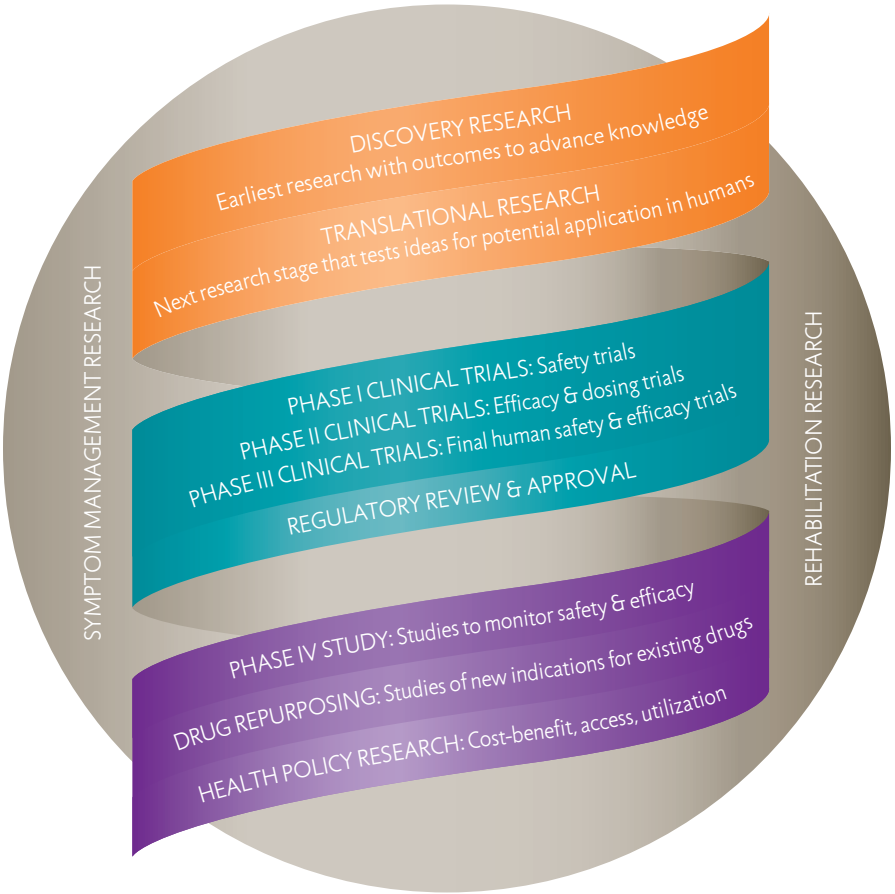 DISCOVERY RESEARCH
Earliest research with outcomes to advance knowledge
TRANSLATIONAL RESEARCH
Next research stage that tests ideas for potential application in humans
SYMPTOM MANAGEMENT RESEARCH
PHASE I CLINICAL TRIALS: Safety trials
PHASE II CLINICAL TRIALS: Efficacy & dosing trials
PHASE III CLINICAL TRIALS: Final human safety & efficacy trials
REGULATORY REVIEW & APPROVAL
REHABILITATION RESEARCH
PHASE IV STUDY: Studies to monitor safety & efficacy
DRUG REPURPOSING: Studies of new indications for existing drugs
HEALTH POLICY RESEARCH: Cost-benefit, access, utilization